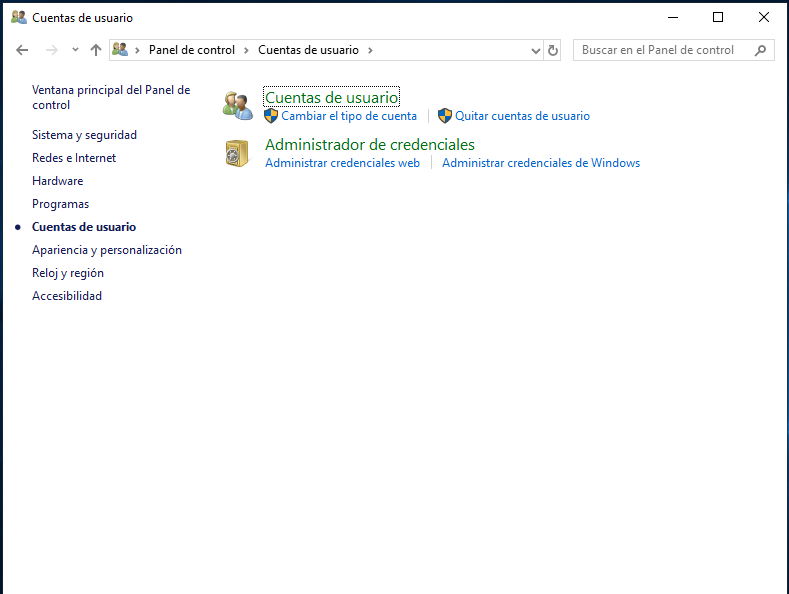 Cuentas de usuario
Panel de control
Cuentas de usuario
Buscar en el Panel de control
Ventana principal del Panel de
control
Sistema y seguridad
Redes e Internet
Hardware
Programas
Cuentas de usuario
Apariencia y personalización
Reloj y región
Accesibilidad
Cuentas de usuario
Cambiar el tipo de cuenta
Quitar cuentas de usuario
Administrador de credenciales
Administrar credenciales web
Administrar credenciales de Windows